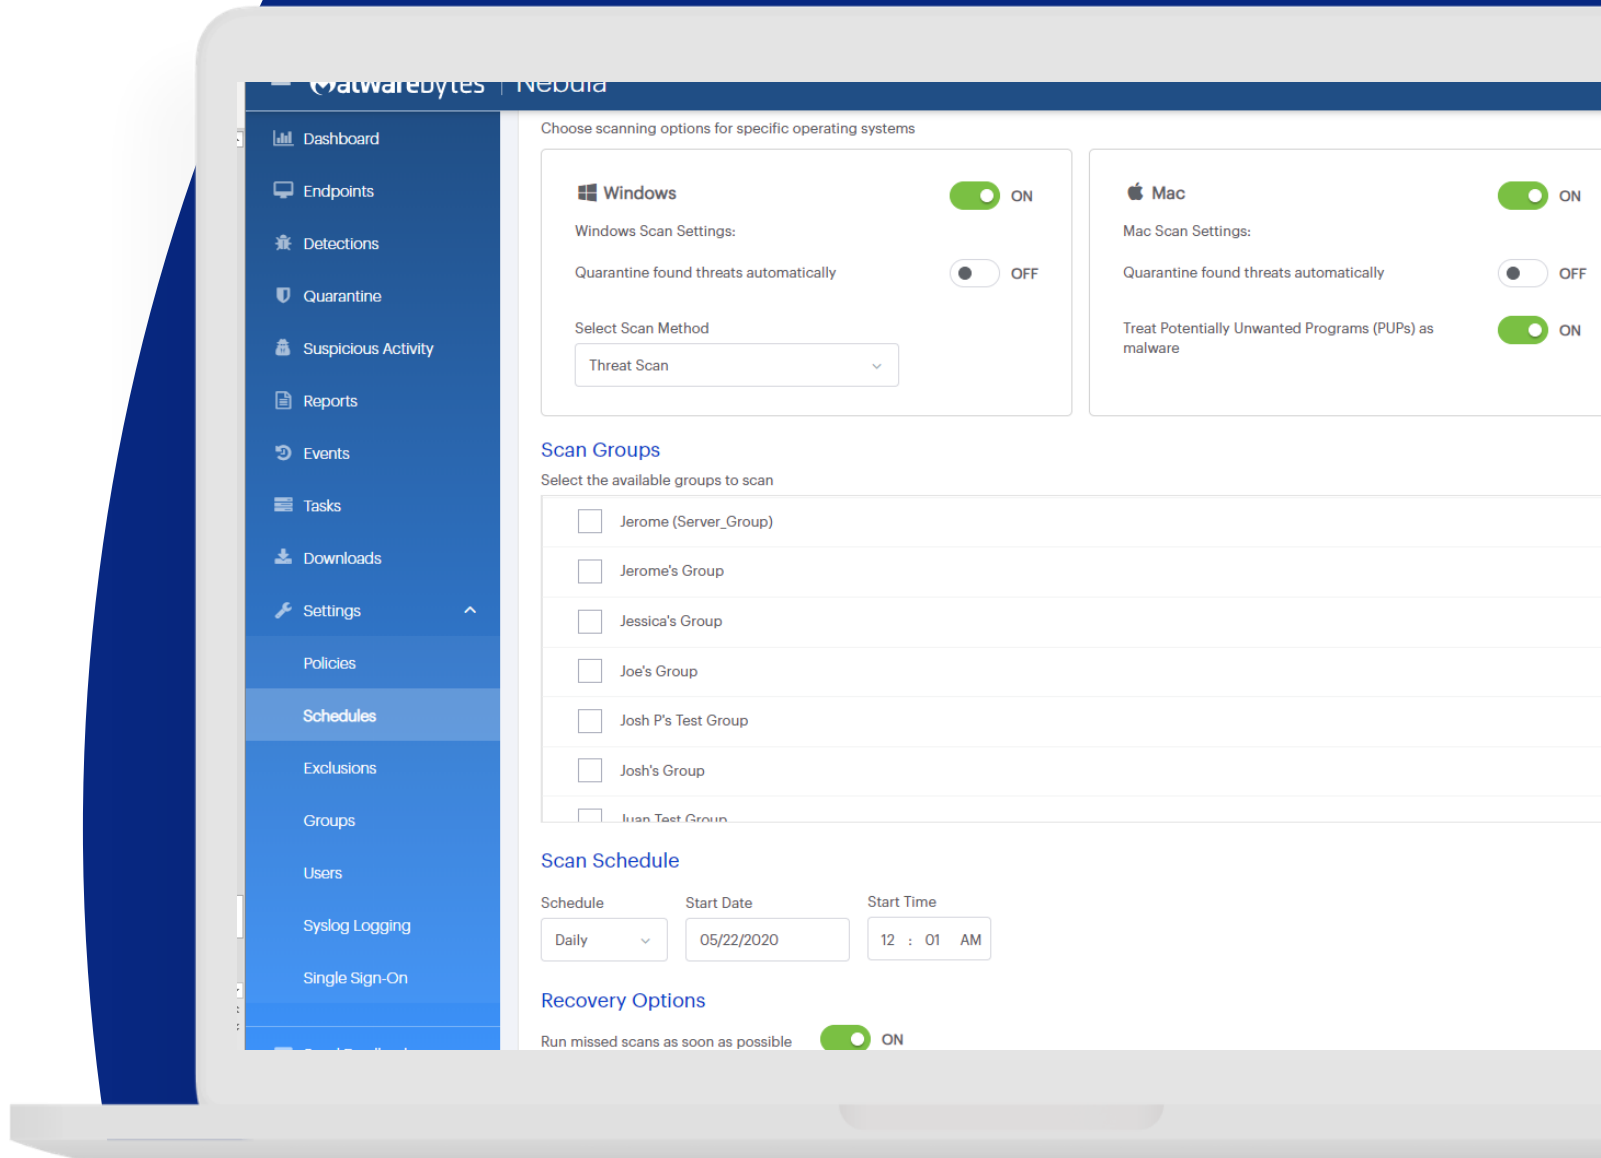 Malwarebytes | Nebula
Dashboard
Endpoints
Detections
Quarantine
Suspicious Activity
Reports
Events
Tasks
Downloads
Settings
Policies
Schedules
Exclusions
Groups
Users
Syslog Logging
Single Sign-On
Choose scanning options for specific operating systems
Windows ON
Windows Scan Settings:
Quarantine found threats automatically OFF
Select Scan Method
Threat Scan
Mac ON
Mac Scan Settings:
Quarantine found threats automatically OFF
Treat Potentially Unwanted Programs (PUPs) as ON
malware
Scan Groups
Select the available groups to scan
Jerome (Server_Group)
Jerome's Group
Jessica's Group
Joe's Group
Josh P's Test Group
Josh's Group
Juan Test Group
Scan Schedule
Schedule Start Date Start Time
Daily 05/22/2020 12 : 01 AM
Recovery Options
Run missed scans as soon as possible ON